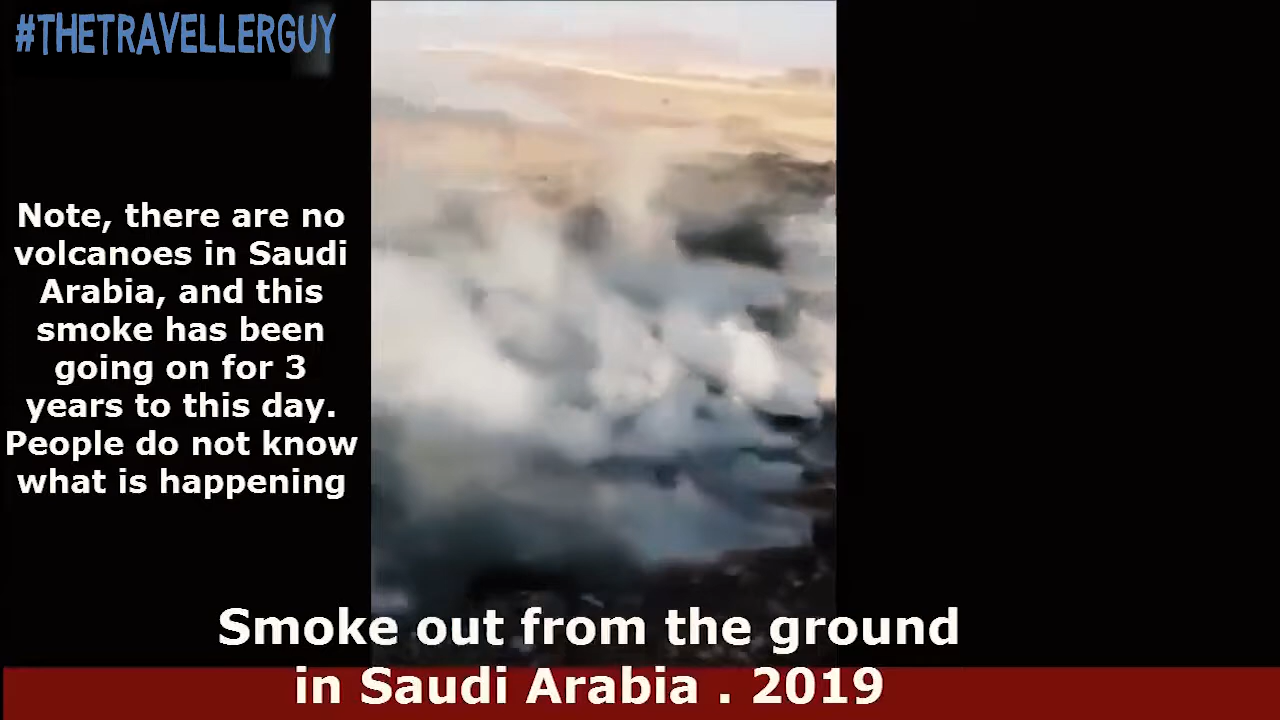 #THETRAVELLERGUY
Note, there are no
volcanoes in Saudi
Arabia, and this
smoke has been
going on for 3
years to this day.
People do not know
what is happening
Smoke out from the ground
in Saudi Arabia . 2019